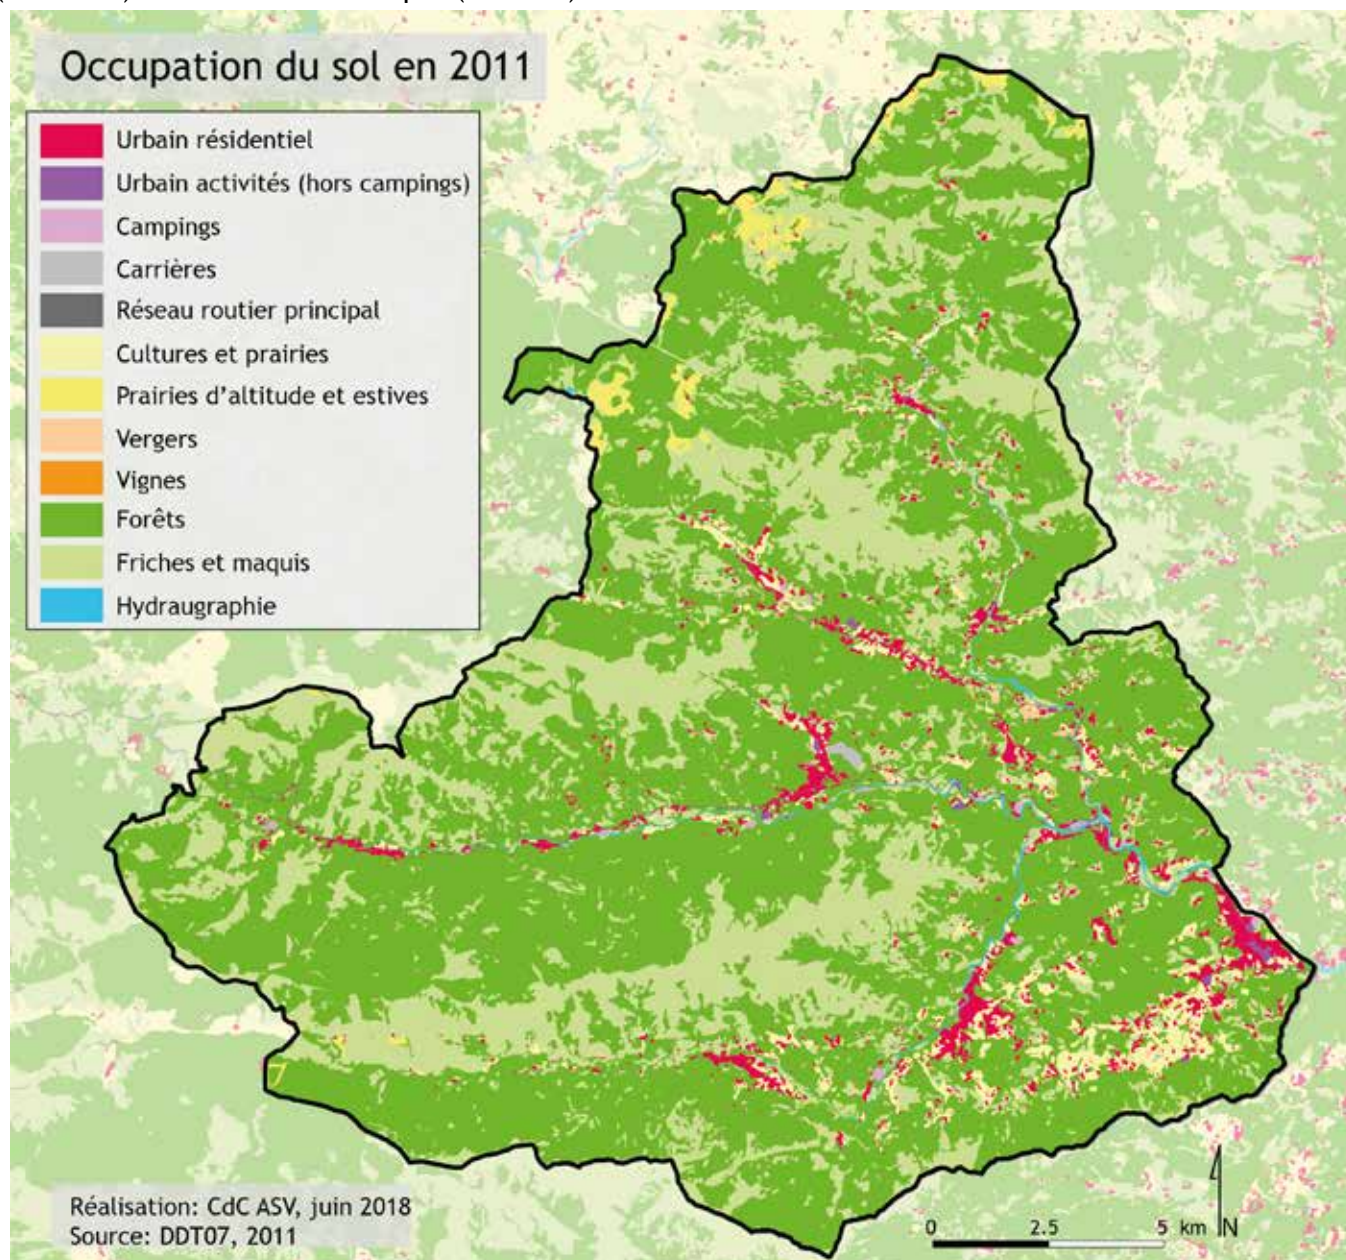 Occupation du sol en 2011
Urbain résidentiel
Urbain activités (hors campings)
Campings
Carrières
Réseau routier principal
Cultures et prairies
Prairies d'altitude et estives
Vergers
Vignes
Forêts
Friches et maquis
Hydraugraphie
Réalisation: CdC ASV, juin 2018
Source: DDT07, 2011
0 2.5 5 km N